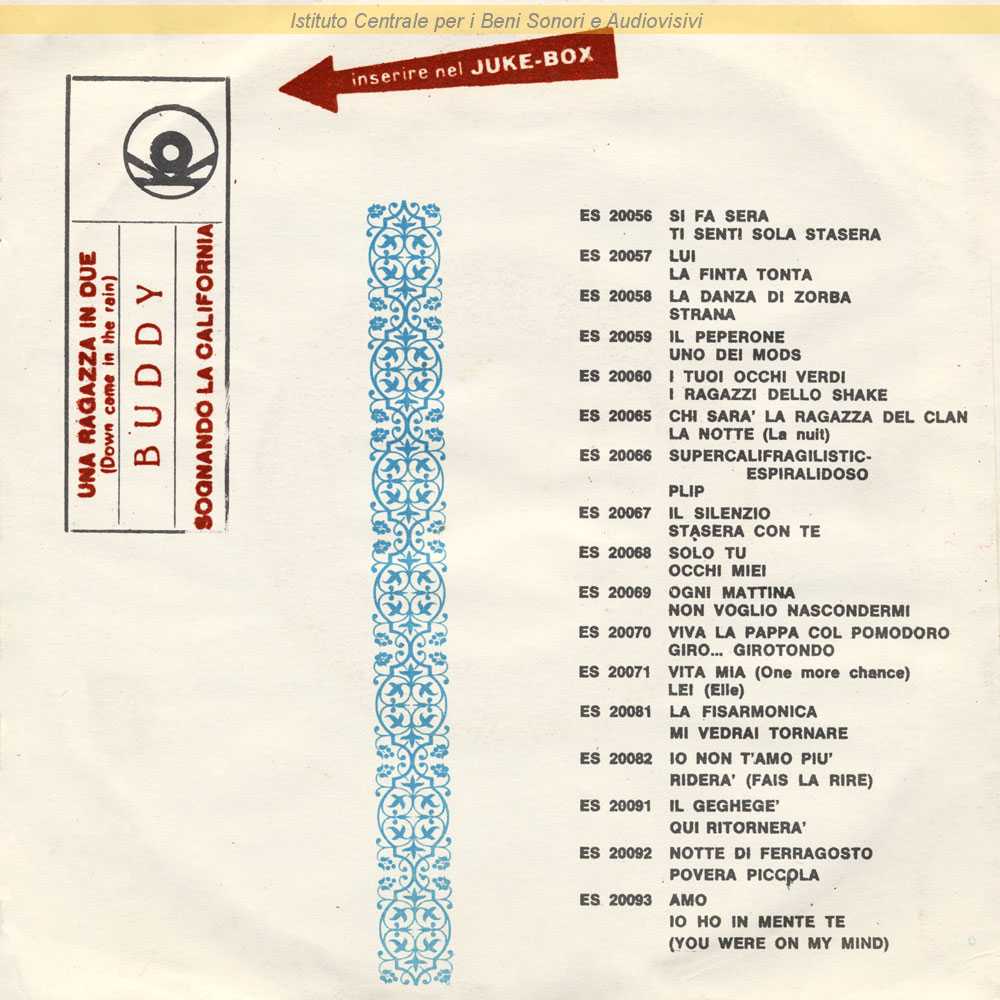 Istituto Centrale per i Beni Sonori e Audiovisivi
inserire nel JUKE-BOX
UNA RAGAZZA IN DUE
(Down came in the rain)
BUDDY
SOGNANDO LA CALIFORNIA
ES 20056 SI FA SERA
TI SENTI SOLA STASERA
ES 20057 LUI
LA FINTA TONTA
ES 20058 LA DANZA DI ZORBA
STRANA
ES 20059 IL PEPERONE
UNO DEI MODS
ES 20060 I TUOI OCCHI VERDI
I RAGAZZI DELLO SHAKE
ES 20065 CHI SARA' LA RAGAZZA DEL CLAN
LA NOTTE (La nuit)
ES 20066 SUPERCALIFRAGILISTIC-
ESPIRALIDOSO
PLIP
ES 20067 IL SILENZIO
STASERA CON TE
ES 20068 SOLO TU
OCCHI MIEI
ES 20069 OGNI MATTINA
NON VOGLIO NASCONDERMI
ES 20070 VIVA LA PAPPA COL POMODORO
GIRO... GIROTONDO
ES 20071 VITA MIA (One more chance)
LEI (Elle)
ES 20081 LA FISARMONICA
MI VEDRAI TORNARE
ES 20082 IO NON T'AMO PIU'
RIDERA' (FAIS LA RIRE)
ES 20091 IL GEGHEGE'
QUI RITORNERA'
ES 20092 NOTTE DI FERRAGOSTO
POVERA PICCOLA
ES 20093 AMO
IO HO IN MENTE TE
(YOU WERE ON MY MIND)